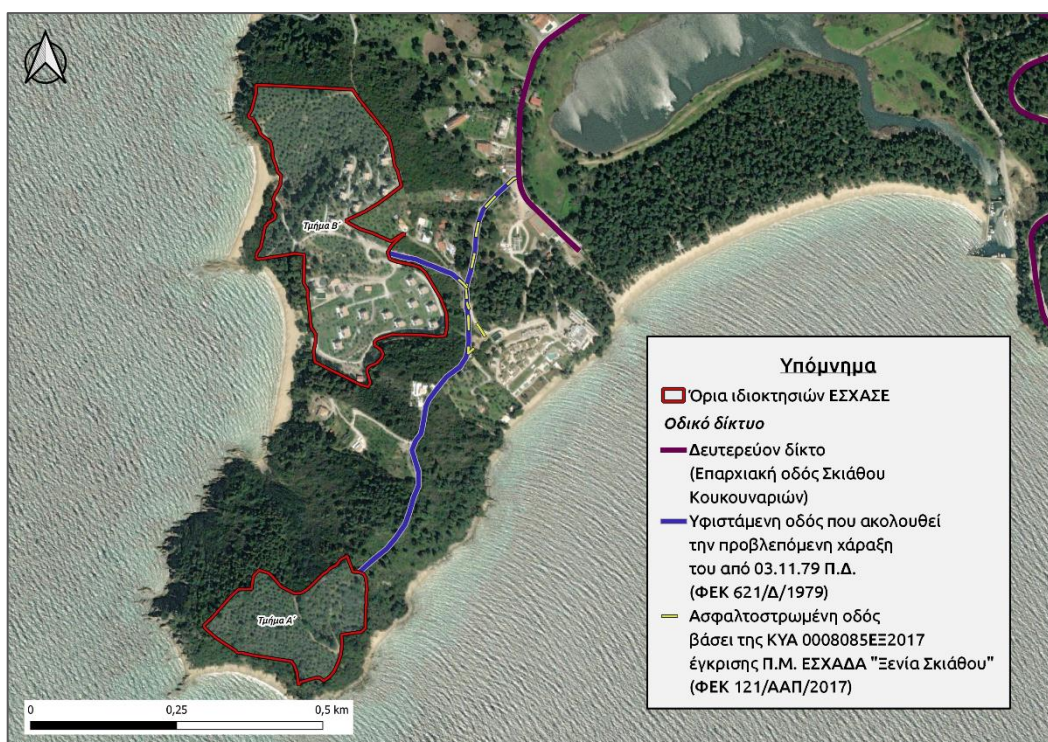 Τμήμα Β΄
Τμήμα Α΄
Υπόμνημα
Όρια ιδιοκτησιών ΕΣΧΑΣΕ
Οδικό δίκτυο
Δευτερεύον δίκτο
(Επαρχιακή οδός Σκιάθου
Κουκουναριών)
Υφιστάμενη οδός που ακολουθεί
την προβλεπόμενη χάραξη
του από 03.11.79 Π.Δ.
(ΦΕΚ 621/Δ/1979)
Ασφαλτοστρωμένη οδός
βάσει της ΚΥΑ 0008085ΕΞ2017
έγκρισης Π.Μ. ΕΣΧΑΔΑ "Ξενία Σκιάθου"
(ΦΕΚ 121/ΑΑΠ/2017)
0 0,25 0,5 km